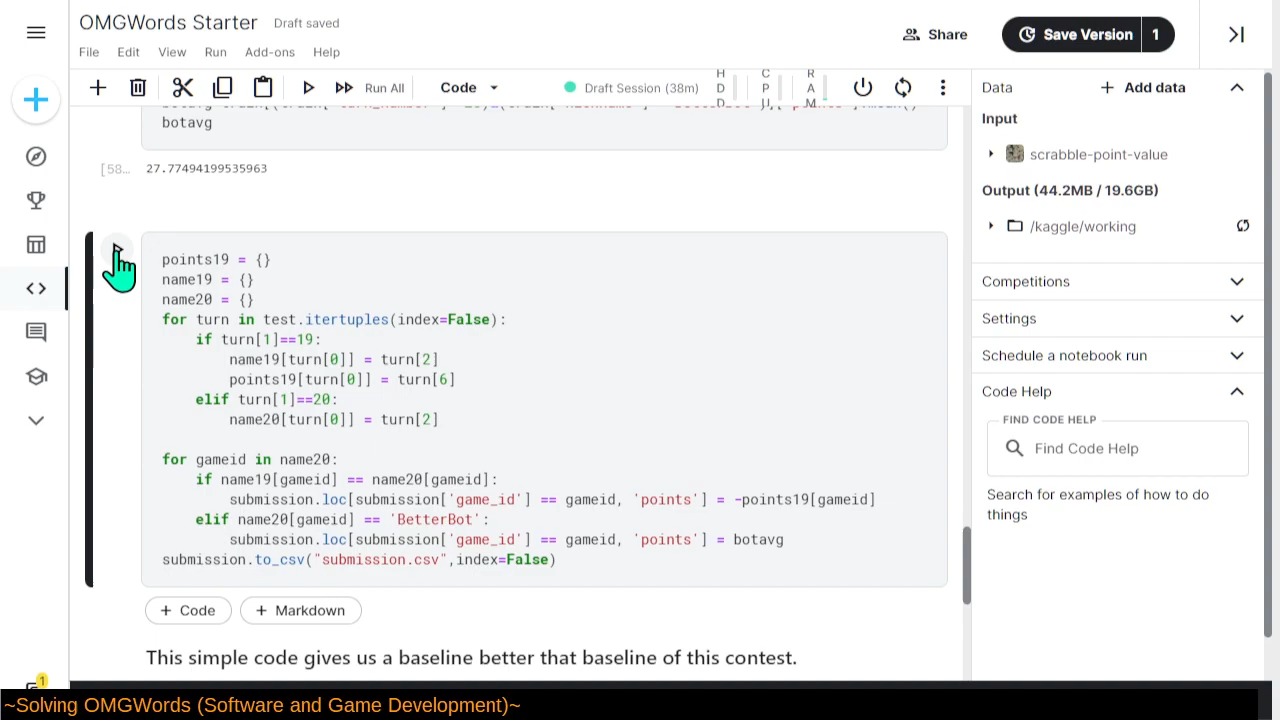 OMGWords Starter
Draft saved
File Edit View Run Add-ons Help
Share
Save Version 1
Run All
Code
Draft Session (38m)
HDD
CPU
RAM
botavg
[58...
27.77494199535963
points19 = {}
name19 = {}
name20 = {}
for turn in test.itertuples(index=False):
    if turn[1]==19:
        name19[turn[0]] = turn[2]
        points19[turn[0]] = turn[6]
    elif turn[1]==20:
        name20[turn[0]] = turn[2]
for gameid in name20:
    if name19[gameid] == name20[gameid]:
        submission.loc[submission['game_id'] == gameid, 'points'] = -points19[gameid]
    elif name20[gameid] == 'BetterBot':
        submission.loc[submission['game_id'] == gameid, 'points'] = botavg
submission.to_csv("submission.csv",index=False)
+ Code
+ Markdown
This simple code gives us a baseline better that baseline of this contest.
Data
+ Add data
Input
scrabble-point-value
Output (44.2MB / 19.6GB)
/kaggle/working
Competitions
Settings
Schedule a notebook run
Code Help
FIND CODE HELP
Find Code Help
Search for examples of how to do
things
1
~Solving OMGWords (Software and Game Development)~